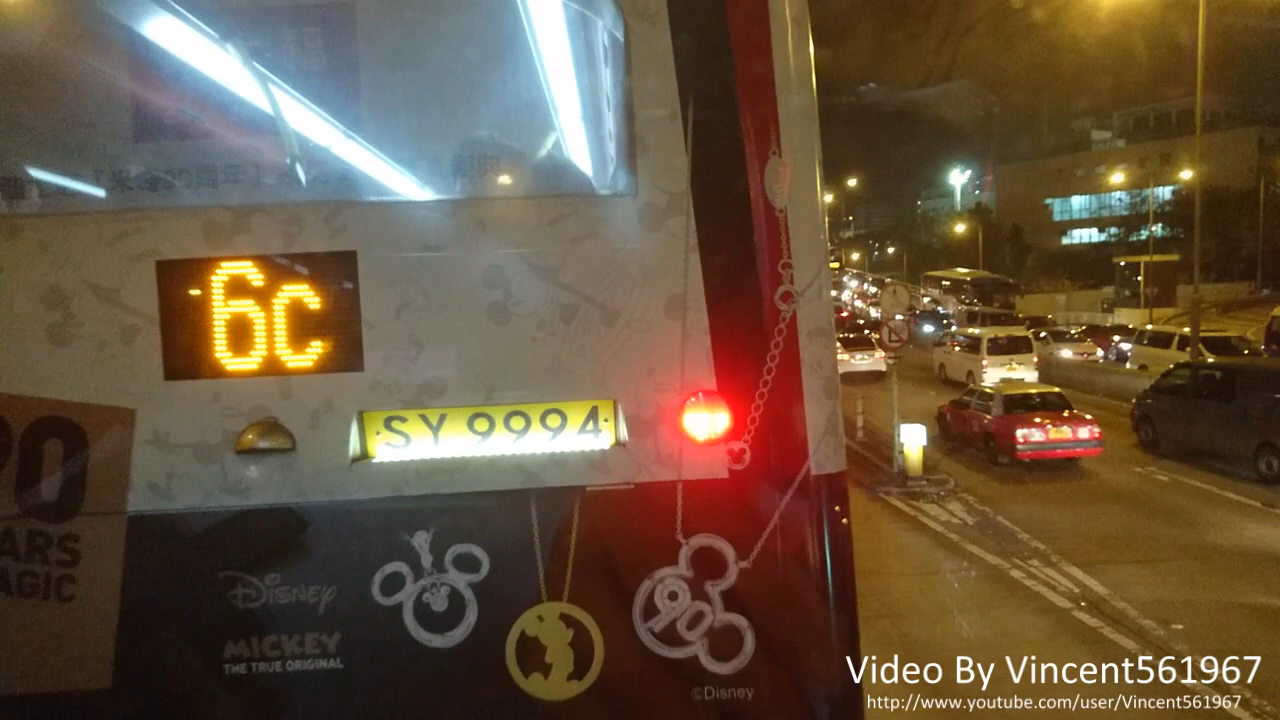 6C
SY 9994
90
ARS
AGIC
DISNEY
MICKEY
THE TRUE ORIGINAL
90
©Disney
Video By Vincent561967
http://www.youtube.com/user/Vincent561967